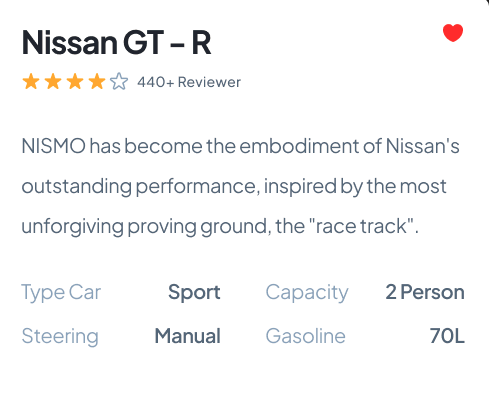 Nissan GT – R
440+ Reviewer
NISMO has become the embodiment of Nissan's
outstanding performance, inspired by the most
unforgiving proving ground, the "race track".
Type Car Sport Capacity 2 Person
Steering Manual Gasoline 70L